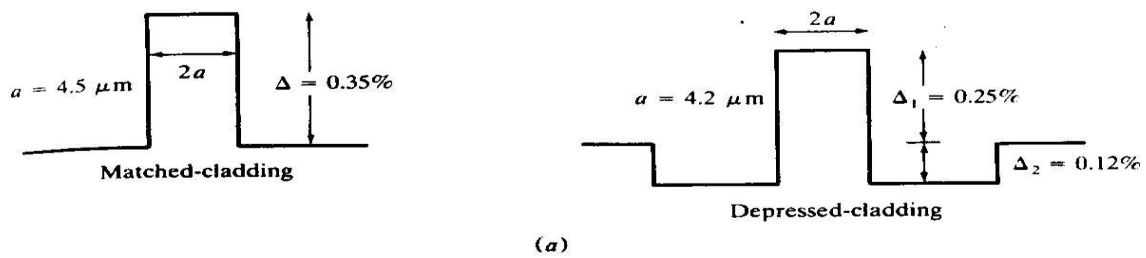 2a
a = 4.5 μm
Δ = 0.35%
Matched-cladding
2a
a = 4.2 μm
Δ₁ = 0.25%
Δ₂ = 0.12%
Depressed-cladding
(a)